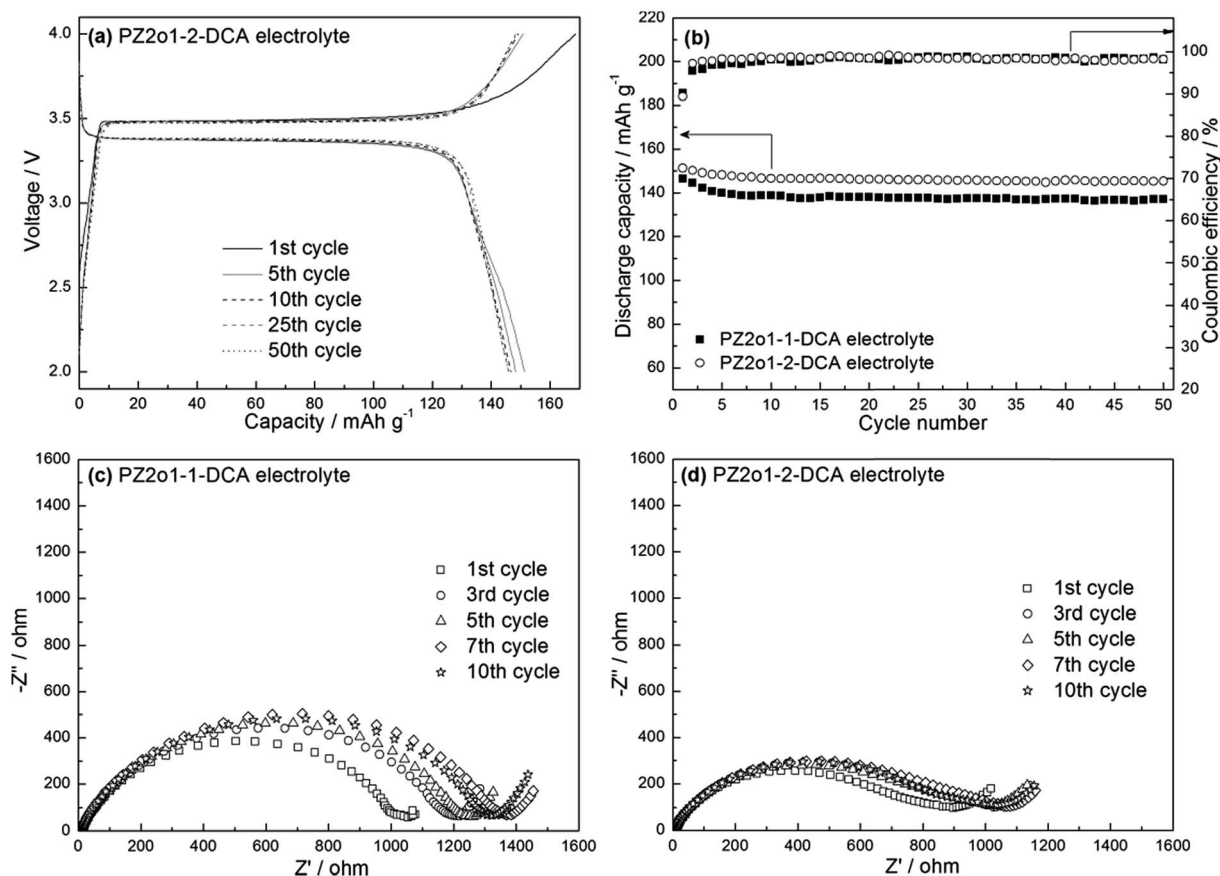 (a) PZ2o1-2-DCA electrolyte
4.0
3.5
3.0
2.5
2.0
Voltage / V
1st cycle
5th cycle
10th cycle
25th cycle
50th cycle
0 20 40 60 80 100 120 140 160
Capacity / mAh g-1
(b)
220
200
180
160
140
120
100
80
60
Discharge capacity / mAh g-1
100
90
80
70
60
50
40
30
20
Coulombic efficiency / %
PZ2o1-1-DCA electrolyte
PZ2o1-2-DCA electrolyte
0 5 10 15 20 25 30 35 40 45 50
Cycle number
(c) PZ2o1-1-DCA electrolyte
1600
1400
1200
1000
800
600
400
200
0
-Z" / ohm
1st cycle
3rd cycle
5th cycle
7th cycle
10th cycle
0 200 400 600 800 1000 1200 1400 1600
Z' / ohm
(d) PZ2o1-2-DCA electrolyte
1600
1400
1200
1000
800
600
400
200
0
-Z" / ohm
1st cycle
3rd cycle
5th cycle
7th cycle
10th cycle
0 200 400 600 800 1000 1200 1400 1600
Z' / ohm